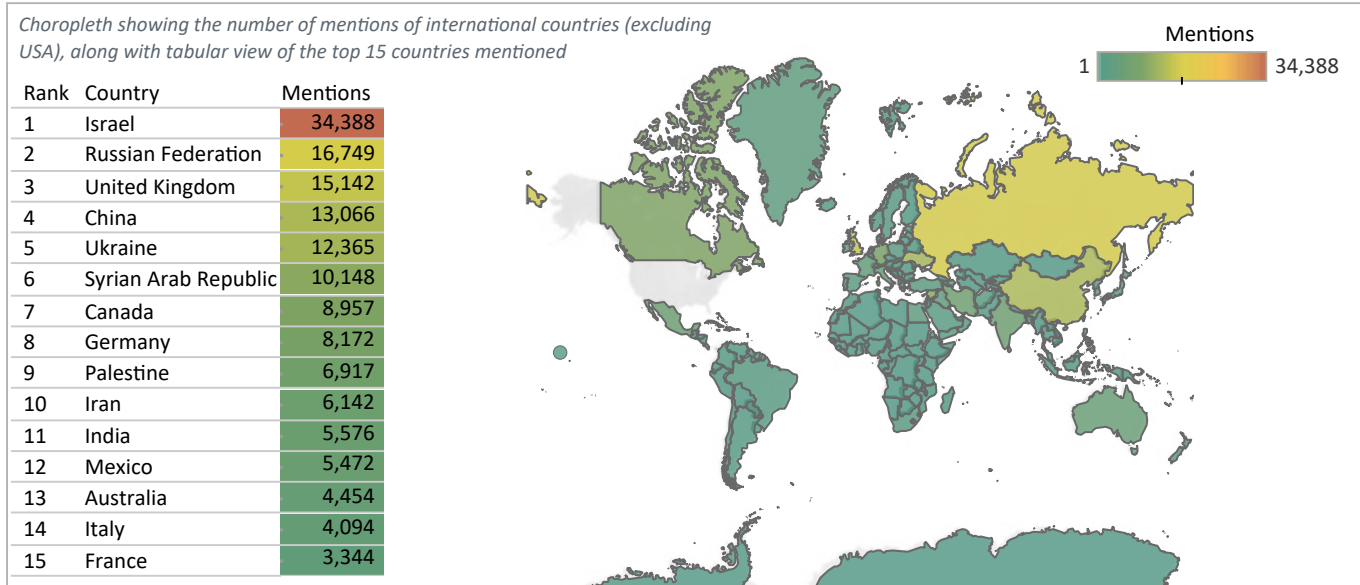 Choropleth showing the number of mentions of international countries (excluding
USA), along with tabular view of the top 15 countries mentioned
Mentions
1 34,388
Rank Country Mentions
1 Israel 34,388
2 Russian Federation 16,749
3 United Kingdom 15,142
4 China 13,066
5 Ukraine 12,365
6 Syrian Arab Republic 10,148
7 Canada 8,957
8 Germany 8,172
9 Palestine 6,917
10 Iran 6,142
11 India 5,576
12 Mexico 5,472
13 Australia 4,454
14 Italy 4,094
15 France 3,344